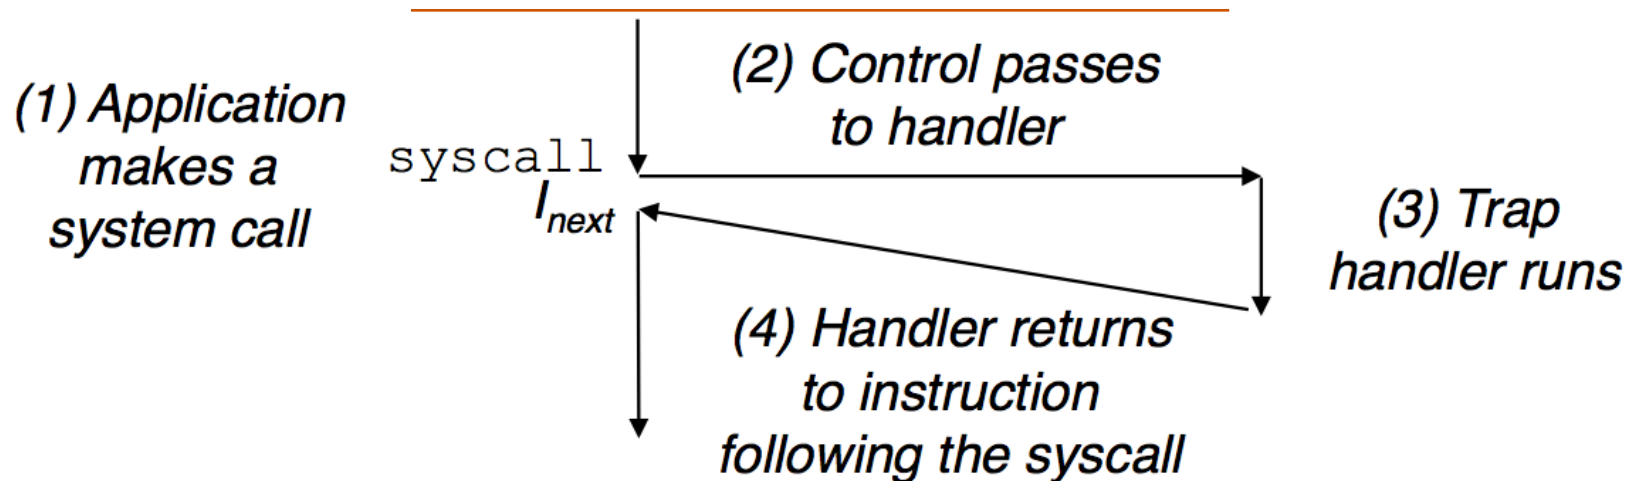 (1) Application
makes a
system call
syscall
Inext
(2) Control passes
to handler
(3) Trap
handler runs
(4) Handler returns
to instruction
following the syscall